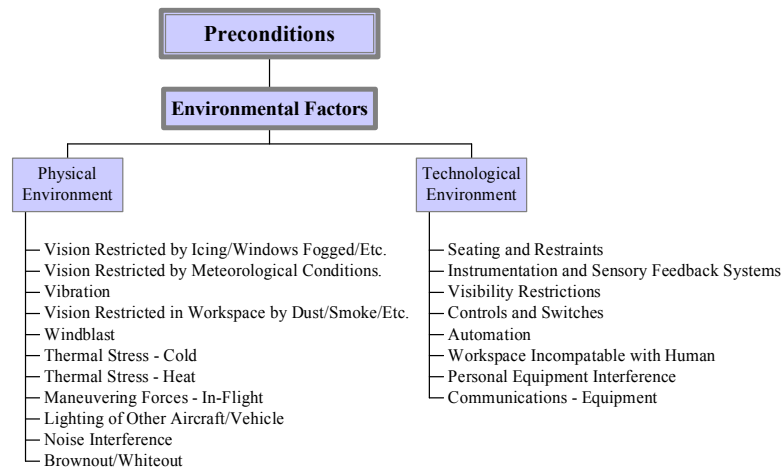 Preconditions
Environmental Factors
Physical
Environment
Vision Restricted by Icing/Windows Fogged/Etc.
Vision Restricted by Meteorological Conditions.
Vibration
Vision Restricted in Workspace by Dust/Smoke/Etc.
Windblast
Thermal Stress - Cold
Thermal Stress - Heat
Maneuvering Forces - In-Flight
Lighting of Other Aircraft/Vehicle
Noise Interference
Brownout/Whiteout
Technological
Environment
Seating and Restraints
Instrumentation and Sensory Feedback Systems
Visibility Restrictions
Controls and Switches
Automation
Workspace Incompatable with Human
Personal Equipment Interference
Communications - Equipment